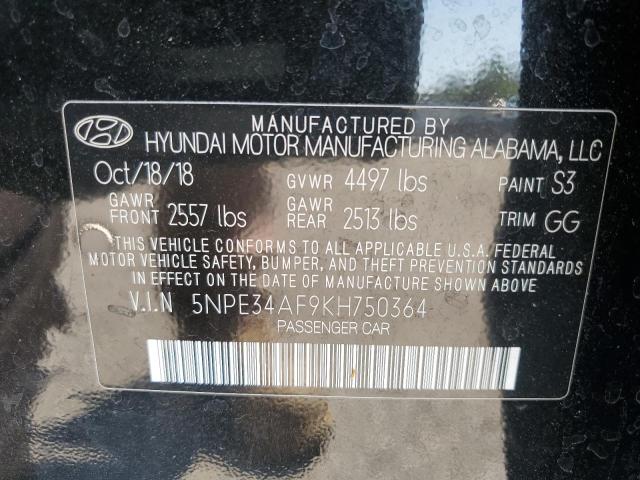 MANUFACTURED BY
HYUNDAI MOTOR MANUFACTURING ALABAMA, LLC
Oct/18/18 GVWR 4497 lbs PAINT S3
GAWR FRONT 2557 lbs GAWR REAR 2513 lbs TRIM GG
THIS VEHICLE CONFORMS TO ALL APPLICABLE U.S.A. FEDERAL
MOTOR VEHICLE SAFETY, BUMPER, AND THEFT PREVENTION STANDARDS
IN EFFECT ON THE DATE OF MANUFACTURE SHOWN ABOVE.
V.I.N 5NPE34AF9KH750364
PASSENGER CAR